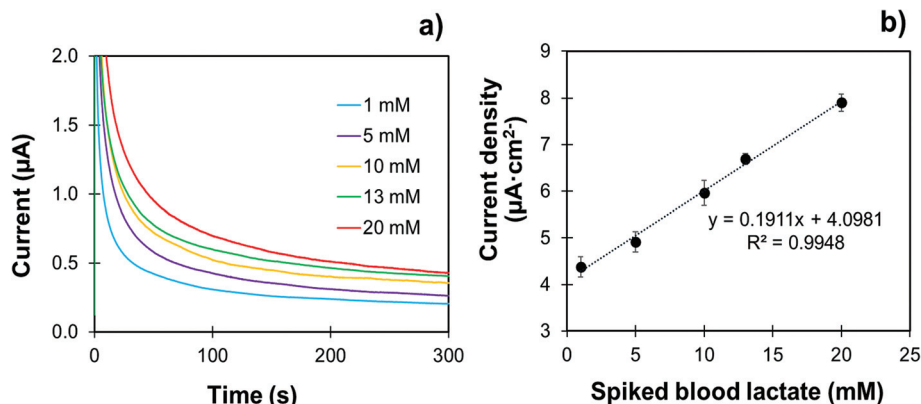 a)
Current (µA)
2.0
1.5
1.0
0.5
0.0
1 mM
5 mM
10 mM
13 mM
20 mM
0
100
200
300
Time (s)
b)
Current density
(µA·cm²⁻)
9
8
7
6
5
4
3
y = 0.1911x + 4.0981
R² = 0.9948
0
5
10
15
20
25
Spiked blood lactate (mM)